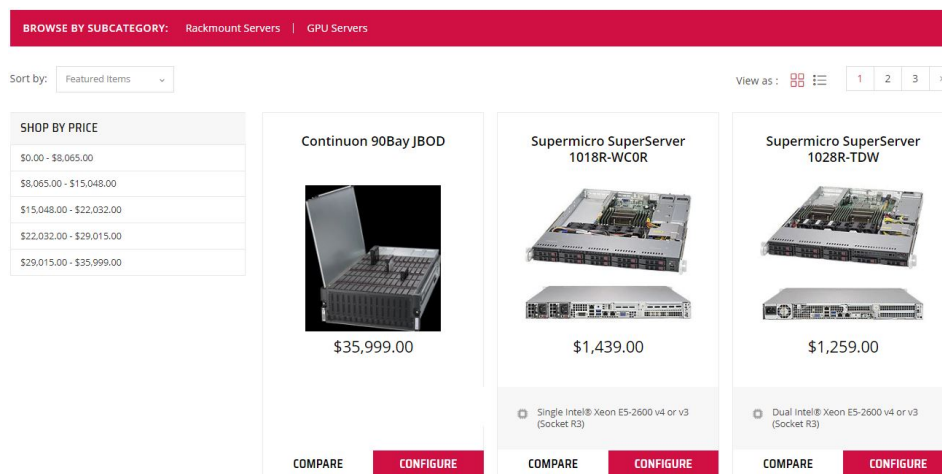 BROWSE BY SUBCATEGORY: Rackmount Servers | GPU Servers
Sort by: Featured Items
View as : 1 2 3
SHOP BY PRICE
$0.00 - $8,065.00
$8,065.00 - $15,048.00
$15,048.00 - $22,032.00
$22,032.00 - $29,015.00
$29,015.00 - $35,999.00
Continuon 90Bay JBOD
$35,999.00
COMPARE CONFIGURE
Supermicro SuperServer
1018R-WC0R
$1,439.00
Single Intel® Xeon E5-2600 v4 or v3
(Socket R3)
COMPARE CONFIGURE
Supermicro SuperServer
1028R-TDW
$1,259.00
Dual Intel® Xeon E5-2600 v4 or v3
(Socket R3)
COMPARE CONFIGURE